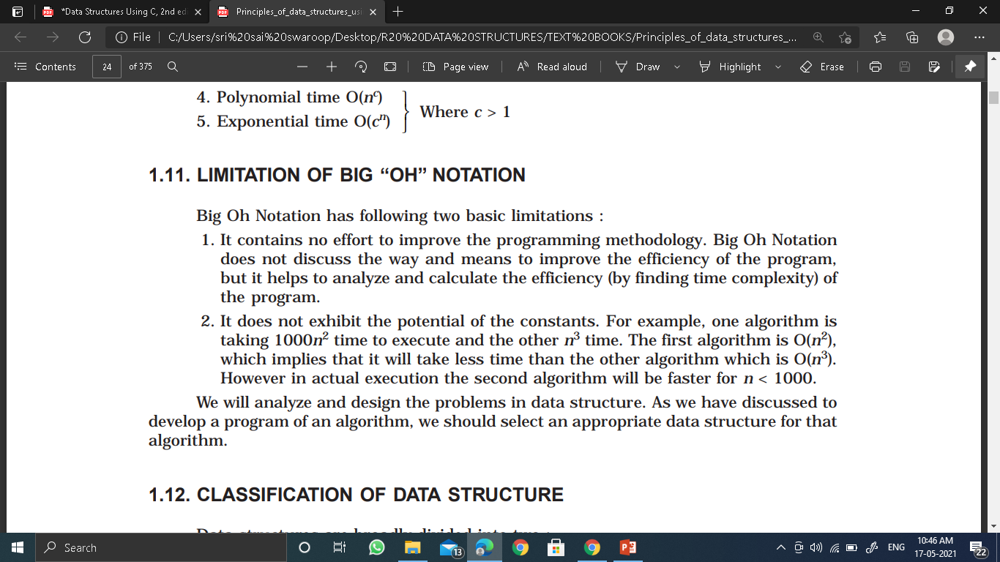 *Data Structures Using C, 2nd edi
Principles_of_data_structures_usi
File
C:/Users/sri%20sai%20swaroop/Desktop/R20%20DATA%20STRUCTURES/TEXT%20BOOKS/Principles_of_data_structures_...
Contents
24
of 375
Page view
Read aloud
Draw
Highlight
Erase
4. Polynomial time O(nᶜ)
5. Exponential time O(cⁿ)
Where c > 1
1.11. LIMITATION OF BIG “OH” NOTATION
Big Oh Notation has following two basic limitations :
1. It contains no effort to improve the programming methodology. Big Oh Notation
does not discuss the way and means to improve the efficiency of the program,
but it helps to analyze and calculate the efficiency (by finding time complexity) of
the program.
2. It does not exhibit the potential of the constants. For example, one algorithm is
taking 1000n² time to execute and the other n³ time. The first algorithm is O(n²),
which implies that it will take less time than the other algorithm which is O(n³).
However in actual execution the second algorithm will be faster for n < 1000.
We will analyze and design the problems in data structure. As we have discussed to
develop a program of an algorithm, we should select an appropriate data structure for that
algorithm.
1.12. CLASSIFICATION OF DATA STRUCTURE
Search
13
ENG
10:46 AM
17-05-2021
22